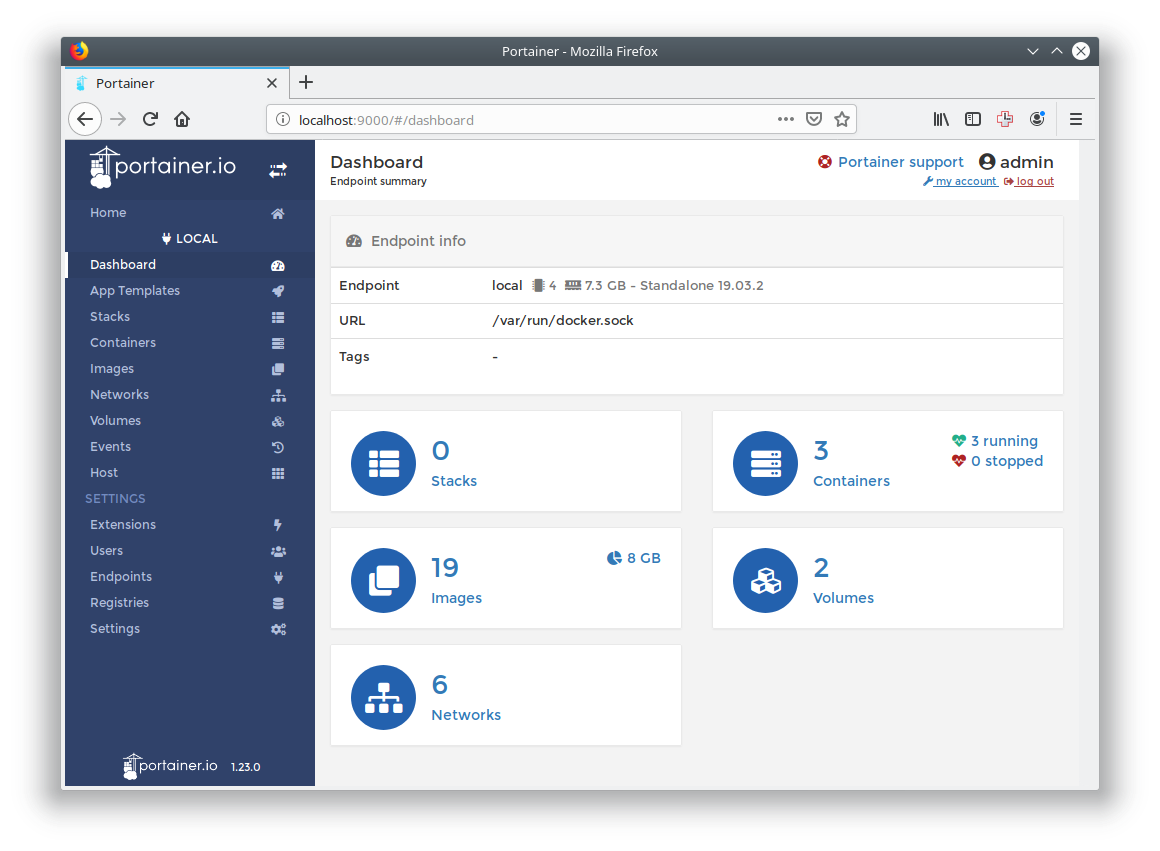 Portainer - Mozilla Firefox
Portainer
localhost:9000/#/dashboard
portainer.io
Home
LOCAL
Dashboard
App Templates
Stacks
Containers
Images
Networks
Volumes
Events
Host
SETTINGS
Extensions
Users
Endpoints
Registries
Settings
portainer.io 1.23.0
Dashboard
Endpoint summary
Portainer support admin
my account log out
Endpoint info
Endpoint local 4 7.3 GB - Standalone 19.03.2
URL /var/run/docker.sock
Tags -
0
Stacks
3
Containers
3 running
0 stopped
19
Images
8 GB
2
Volumes
6
Networks